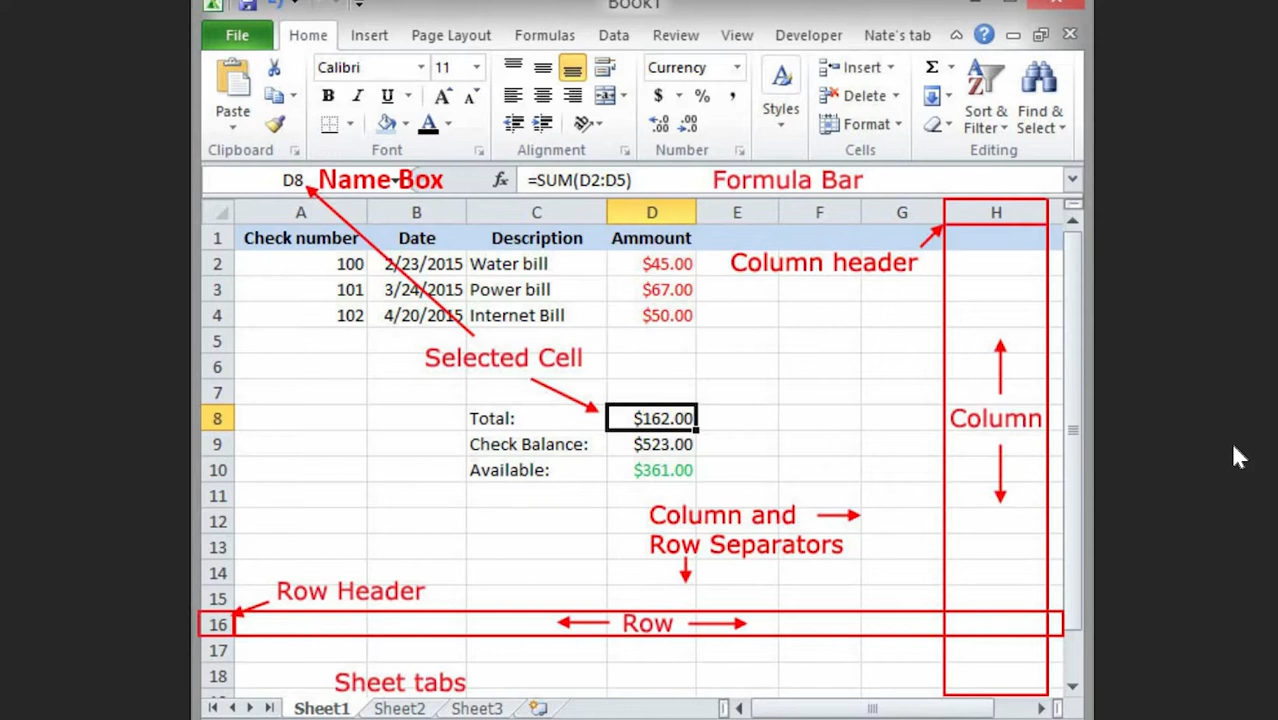 Book1
File Home Insert Page Layout Formulas Data Review View Developer Nate's tab
Calibri 11 Currency Insert Σ
Paste B I U $ % , Styles Delete Sort & Find &
Format Filter Select
Clipboard Font Alignment Number Cells Editing
D8 Name Box fx =SUM(D2:D5) Formula Bar
A B C D E F G H
1 Check number Date Description Ammount
2 100 2/23/2015 Water bill $45.00 Column header
3 101 3/24/2015 Power bill $67.00
4 102 4/20/2015 Internet Bill $50.00
5
Selected Cell
6
7
8 Total: $162.00 Column
9 Check Balance: $523.00
10 Available: $361.00
11
12 Column and
13 Row Separators
14
15 Row Header
16 Row
17
18 Sheet tabs
Sheet1 Sheet2 Sheet3